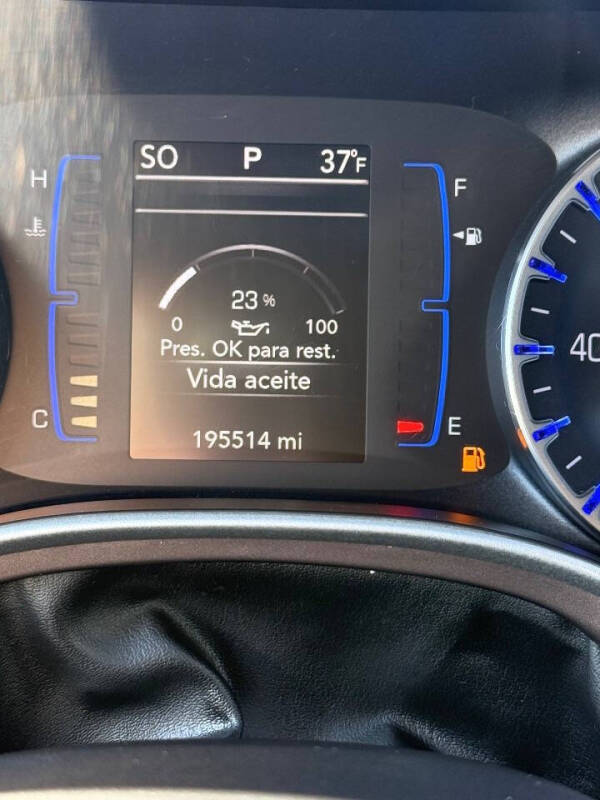 SO P 37°F
H
F
23 %
0 100
Pres. OK para rest.
Vida aceite
C
E
195514 mi
40